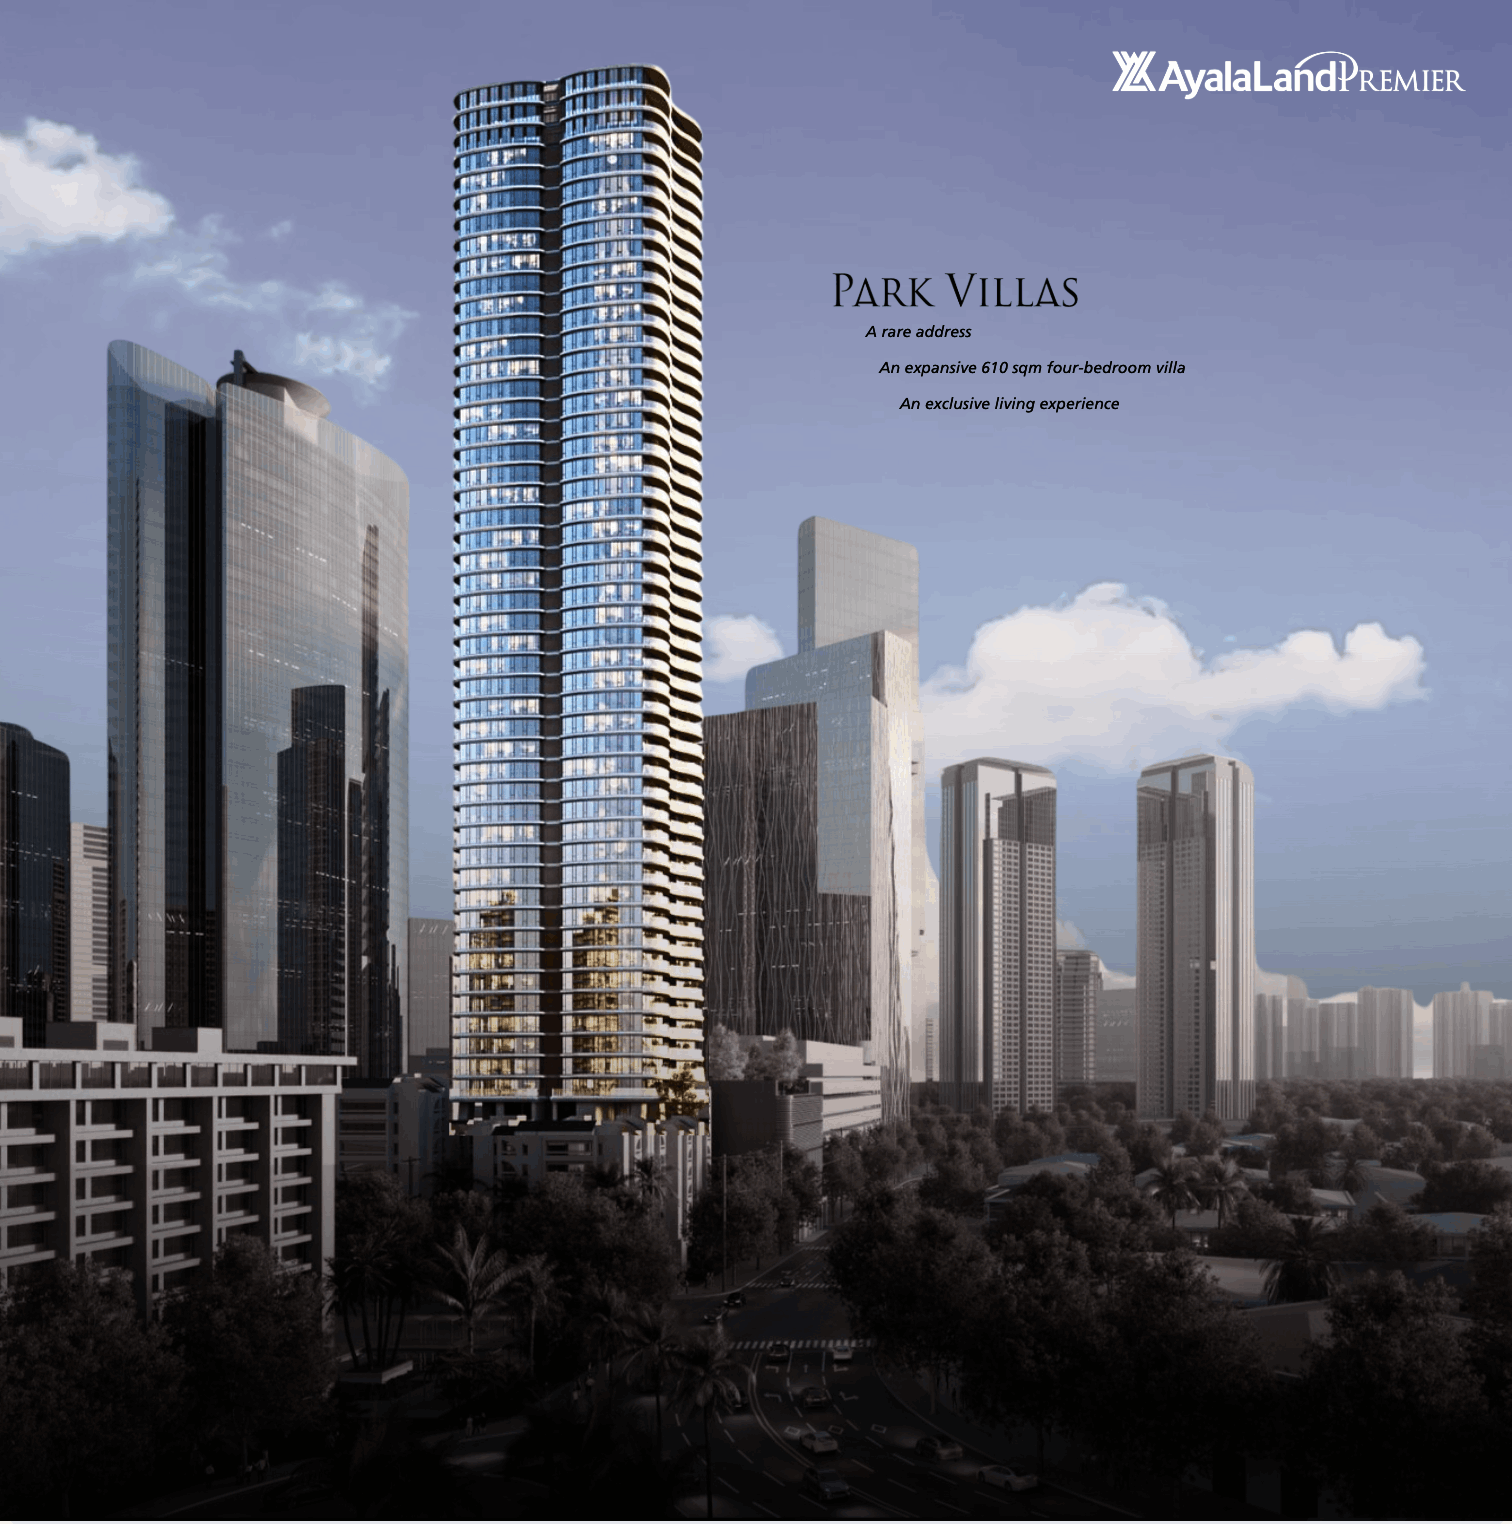 AyalaLand PREMIER
PARK VILLAS
A rare address
An expansive 610 sqm four-bedroom villa
An exclusive living experience